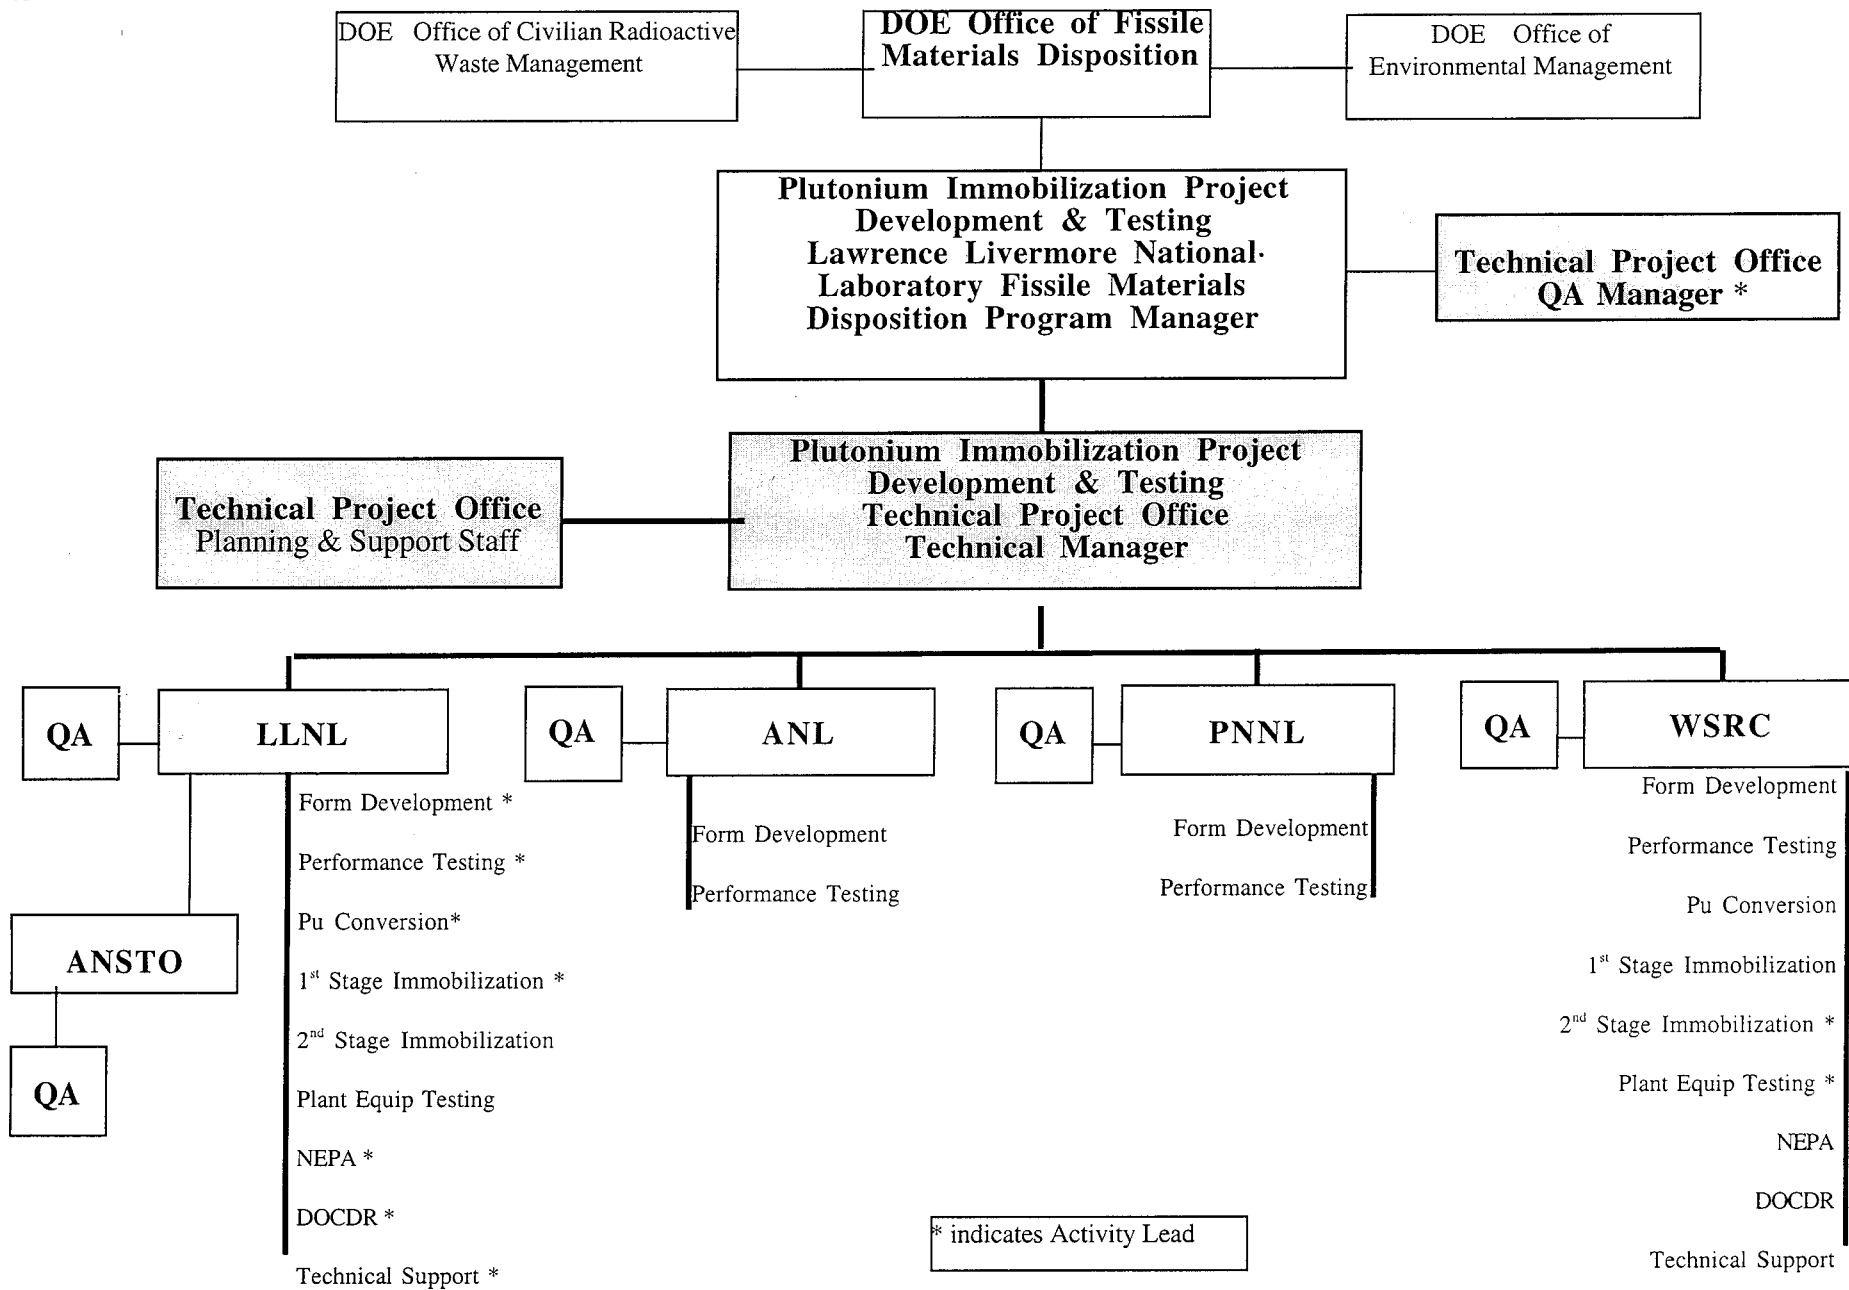 DOE Office of Civilian Radioactive
Waste Management
DOE Office of Fissile
Materials Disposition
DOE Office of
Environmental Management
Plutonium Immobilization Project
Development & Testing
Lawrence Livermore National
Laboratory Fissile Materials
Disposition Program Manager
Technical Project Office
QA Manager *
Technical Project Office
Planning & Support Staff
Plutonium Immobilization Project
Development & Testing
Technical Project Office
Technical Manager
QA
LLNL
QA
ANL
QA
PNNL
QA
WSRC
Form Development *
Performance Testing *
Pu Conversion*
1st Stage Immobilization *
2nd Stage Immobilization
Plant Equip Testing
NEPA *
DOCDR *
Technical Support *
ANSTO
QA
Form Development
Performance Testing
Form Development
Performance Testing
Form Development
Performance Testing
Pu Conversion
1st Stage Immobilization
2nd Stage Immobilization *
Plant Equip Testing *
NEPA
DOCDR
Technical Support
* indicates Activity Lead